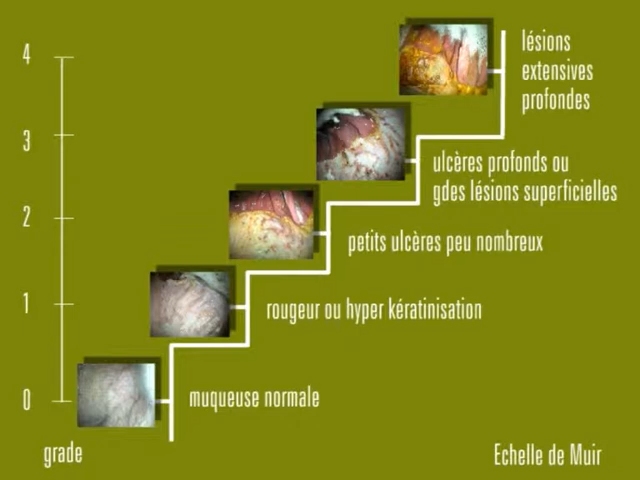 4
lésions
extensives
profondes
3
ulcères profonds ou
gdes lésions superficielles
2
petits ulcères peu nombreux
1
rougeur ou hyper kératinisation
0
muqueuse normale
grade
Echelle de Muir